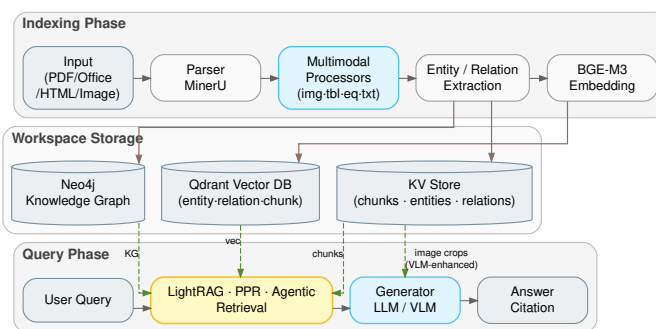 Indexing Phase
Input
(PDF/Office
/HTML/Image)
Parser
MinerU
Multimodal
Processors
(img·tbl·eq·txt)
Entity / Relation
Extraction
BGE-M3
Embedding
Workspace Storage
Neo4j
Knowledge Graph
Qdrant Vector DB
(entity·relation·chunk)
KV Store
(chunks · entities · relations)
KG
vec
chunks
image crops
(VLM-enhanced)
Query Phase
User Query
LightRAG · PPR · Agentic
Retrieval
Generator
LLM / VLM
Answer
Citation